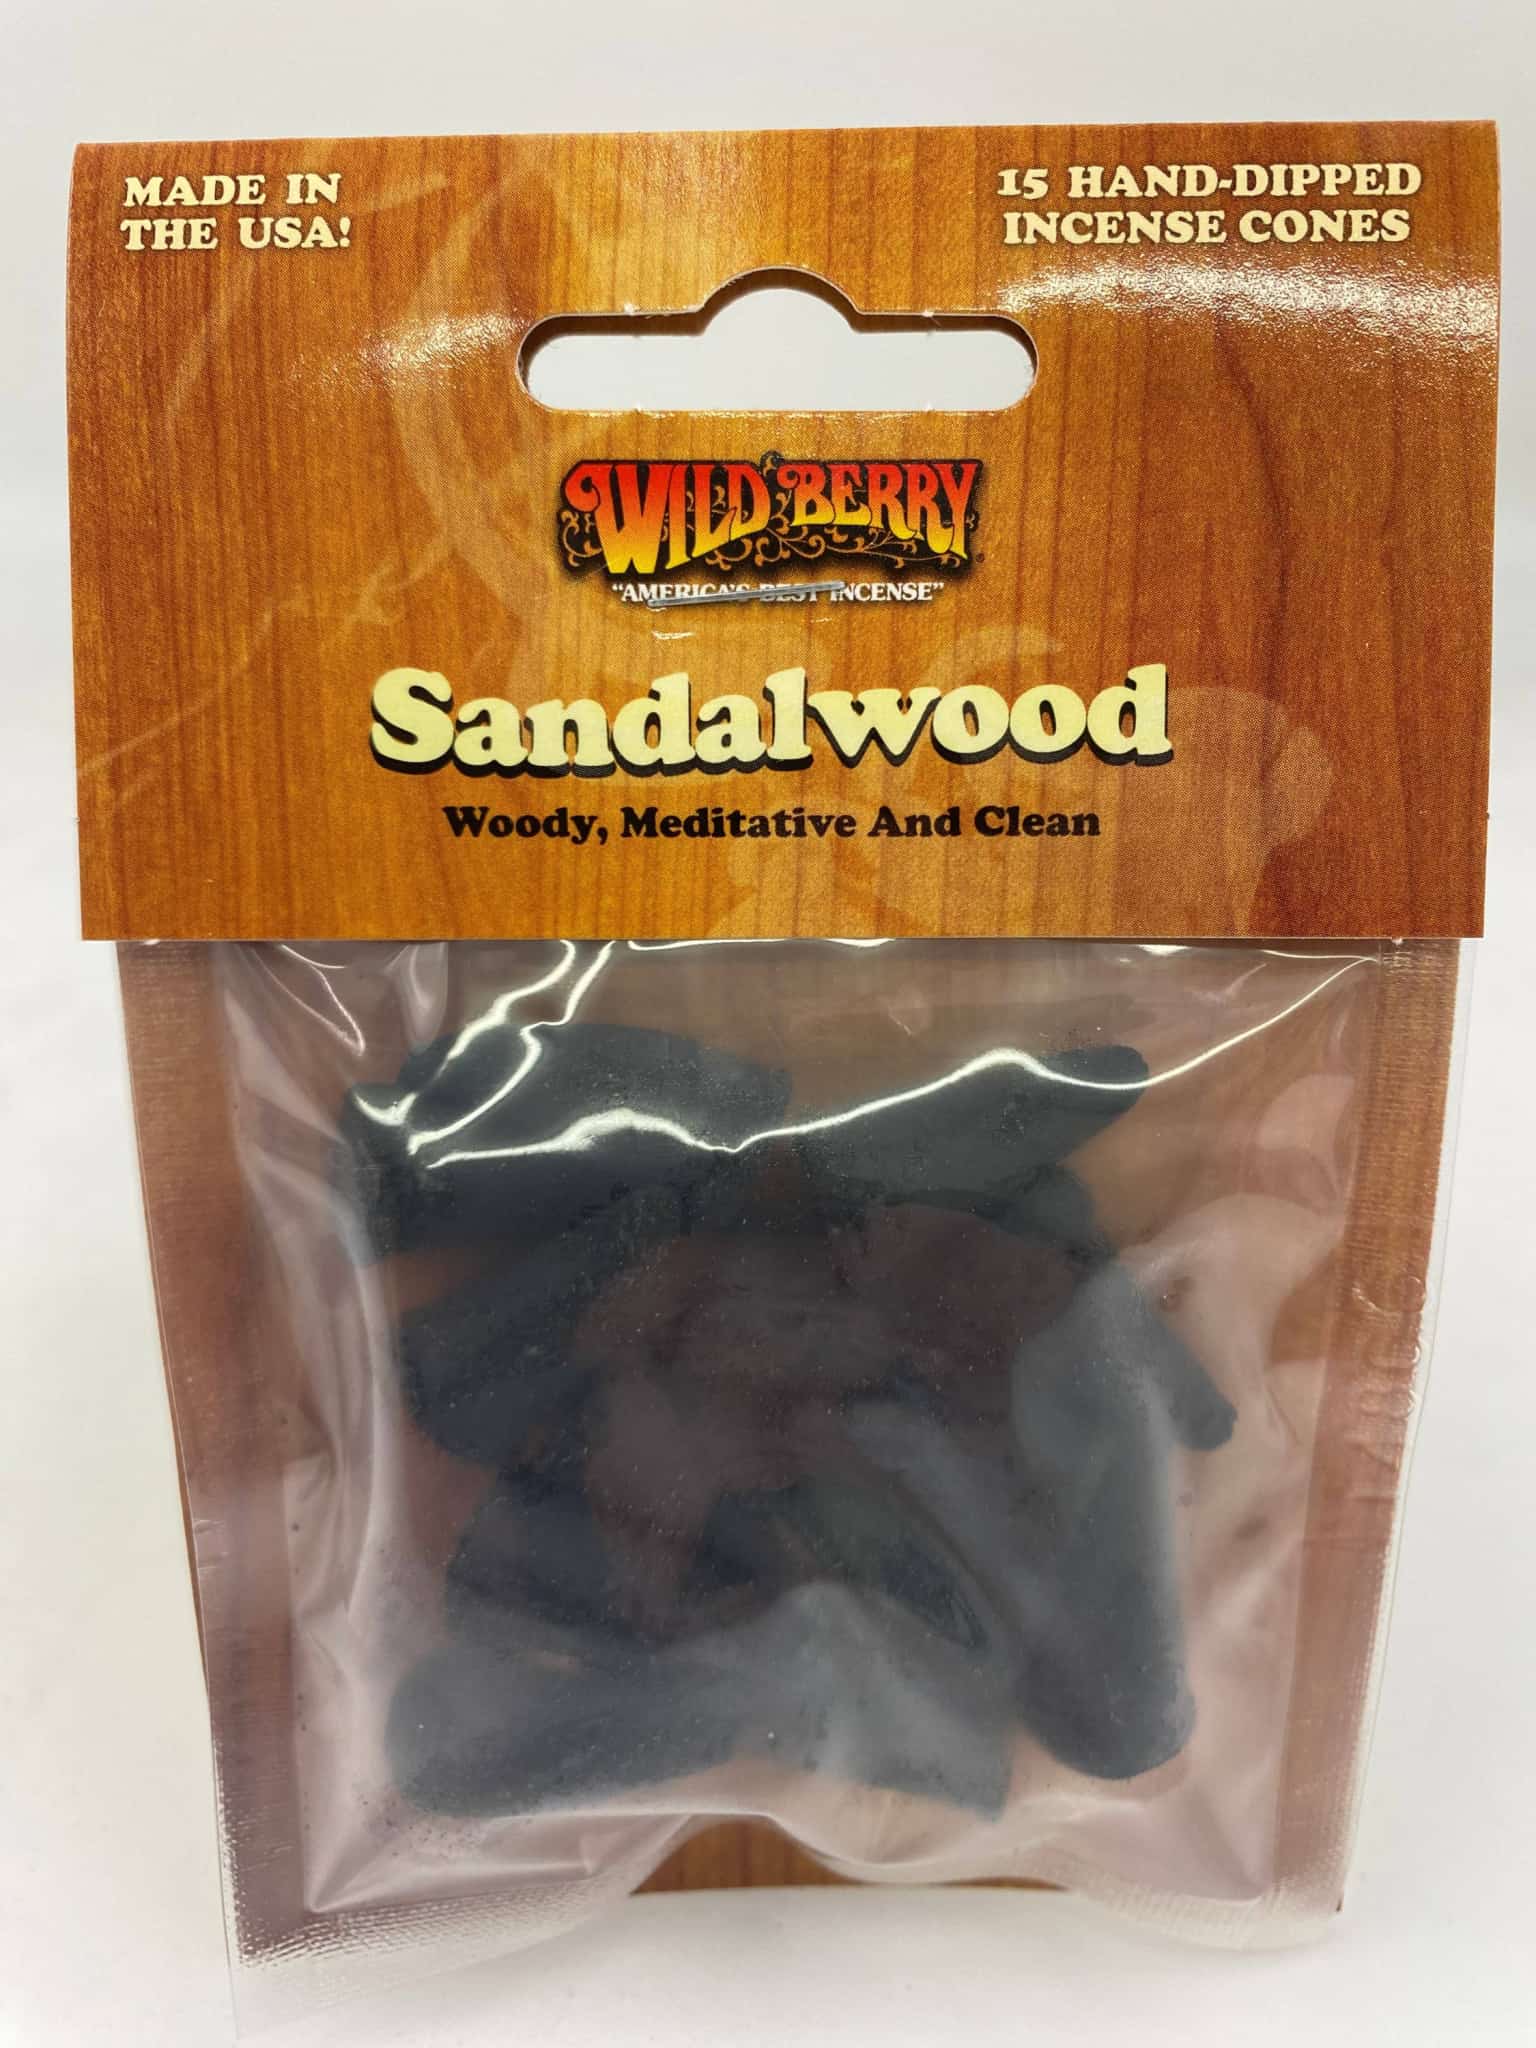 MADE IN
THE USA!
15 HAND-DIPPED
INCENSE CONES
WILD BERRY
"AMERICA'S BEST INCENSE"
Sandalwood
Woody, Meditative And Clean